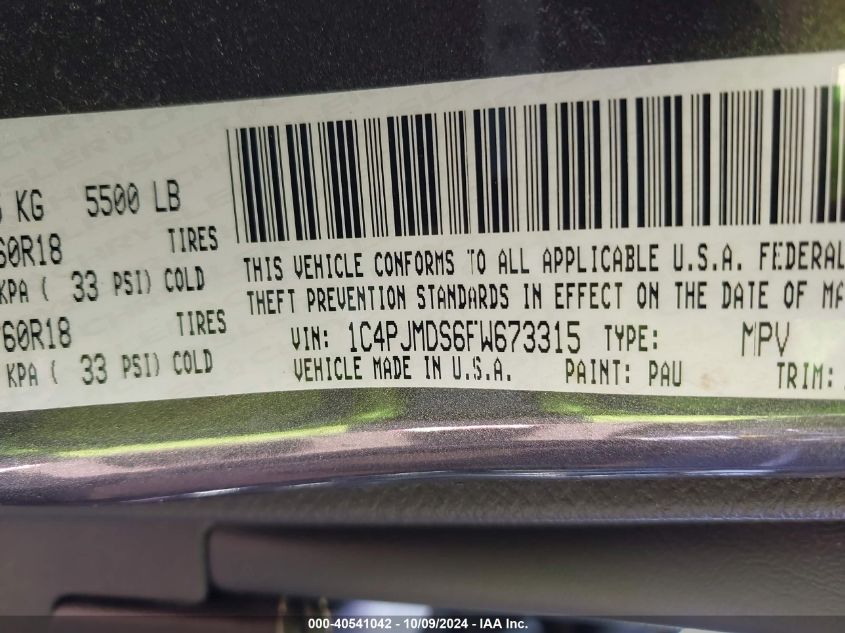 KG 5500 LB
60R18 TIRES
KPA ( 33 PSI) COLD
60R18 TIRES
KPA ( 33 PSI) COLD
THIS VEHICLE CONFORMS TO ALL APPLICABLE U.S.A. FEDERAL
THEFT PREVENTION STANDARDS IN EFFECT ON THE DATE OF MA
VIN: 1C4PJMDS6FW673315 TYPE: MPV
VEHICLE MADE IN U.S.A. PAINT: PAU TRIM:
000-40541042 - 10/09/2024 - IAA Inc.